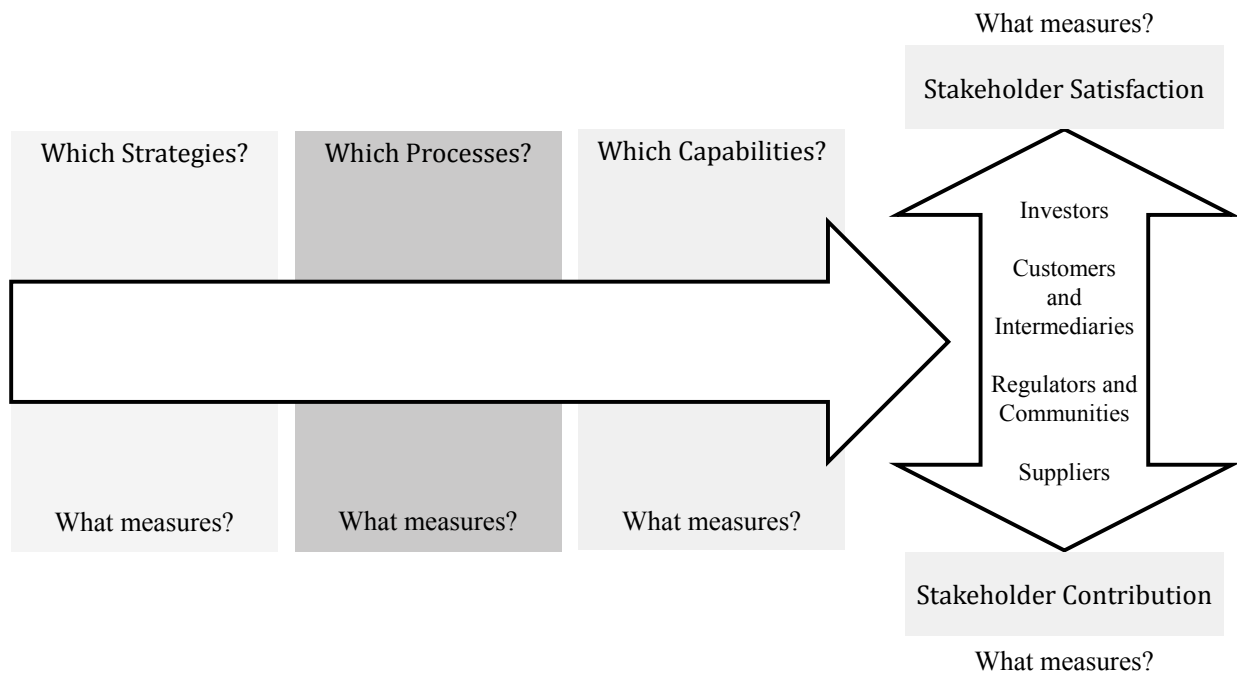 What measures?
Stakeholder Satisfaction
Which Strategies?
Which Processes?
Which Capabilities?
Investors
Customers
and
Intermediaries
Regulators and
Communities
Suppliers
What measures?
What measures?
What measures?
Stakeholder Contribution
What measures?